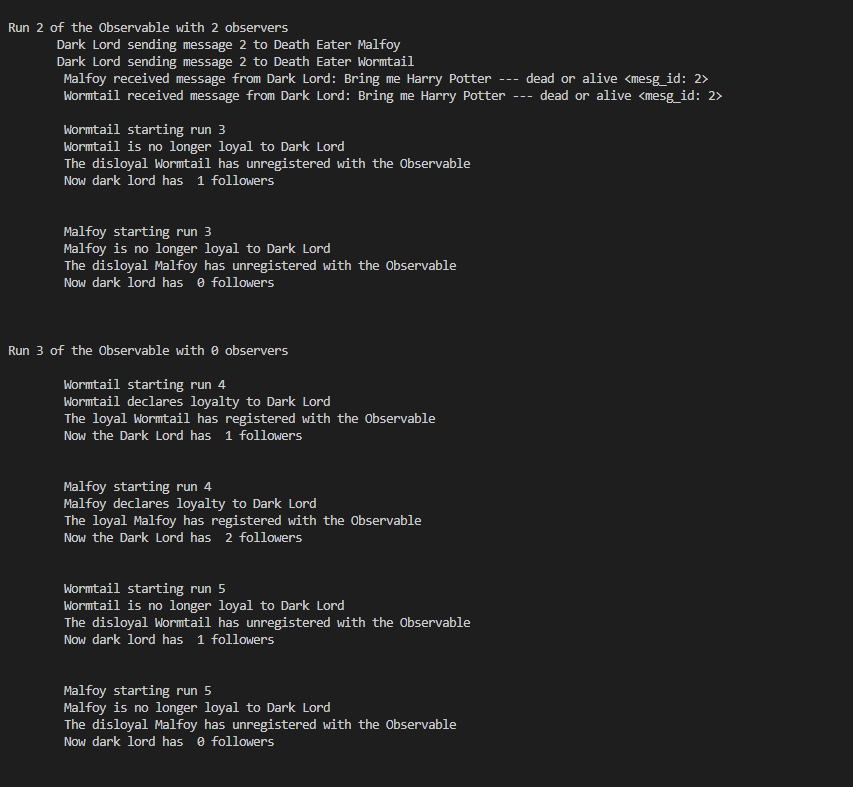 Run 2 of the Observable with 2 observers
Dark Lord sending message 2 to Death Eater Malfoy
Dark Lord sending message 2 to Death Eater Wormtail
Malfoy received message from Dark Lord: Bring me Harry Potter --- dead or alive <mesg_id: 2>
Wormtail received message from Dark Lord: Bring me Harry Potter --- dead or alive <mesg_id: 2>
Wormtail starting run 3
Wormtail is no longer loyal to Dark Lord
The disloyal Wormtail has unregistered with the Observable
Now dark lord has  1 followers
Malfoy starting run 3
Malfoy is no longer loyal to Dark Lord
The disloyal Malfoy has unregistered with the Observable
Now dark lord has  0 followers
Run 3 of the Observable with 0 observers
Wormtail starting run 4
Wormtail declares loyalty to Dark Lord
The loyal Wormtail has registered with the Observable
Now the Dark Lord has  1 followers
Malfoy starting run 4
Malfoy declares loyalty to Dark Lord
The loyal Malfoy has registered with the Observable
Now the Dark Lord has  2 followers
Wormtail starting run 5
Wormtail is no longer loyal to Dark Lord
The disloyal Wormtail has unregistered with the Observable
Now dark lord has  1 followers
Malfoy starting run 5
Malfoy is no longer loyal to Dark Lord
The disloyal Malfoy has unregistered with the Observable
Now dark lord has  0 followers